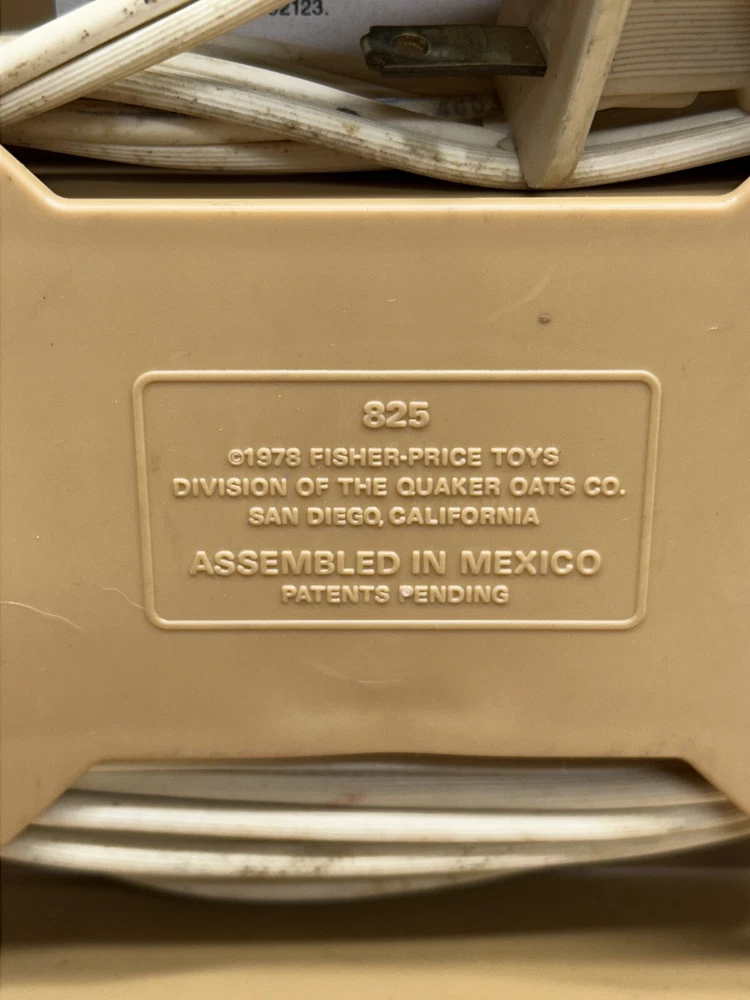 2123.
825
©1978 FISHER-PRICE TOYS
DIVISION OF THE QUAKER OATS CO.
SAN DIEGO, CALIFORNIA
ASSEMBLED IN MEXICO
PATENTS PENDING